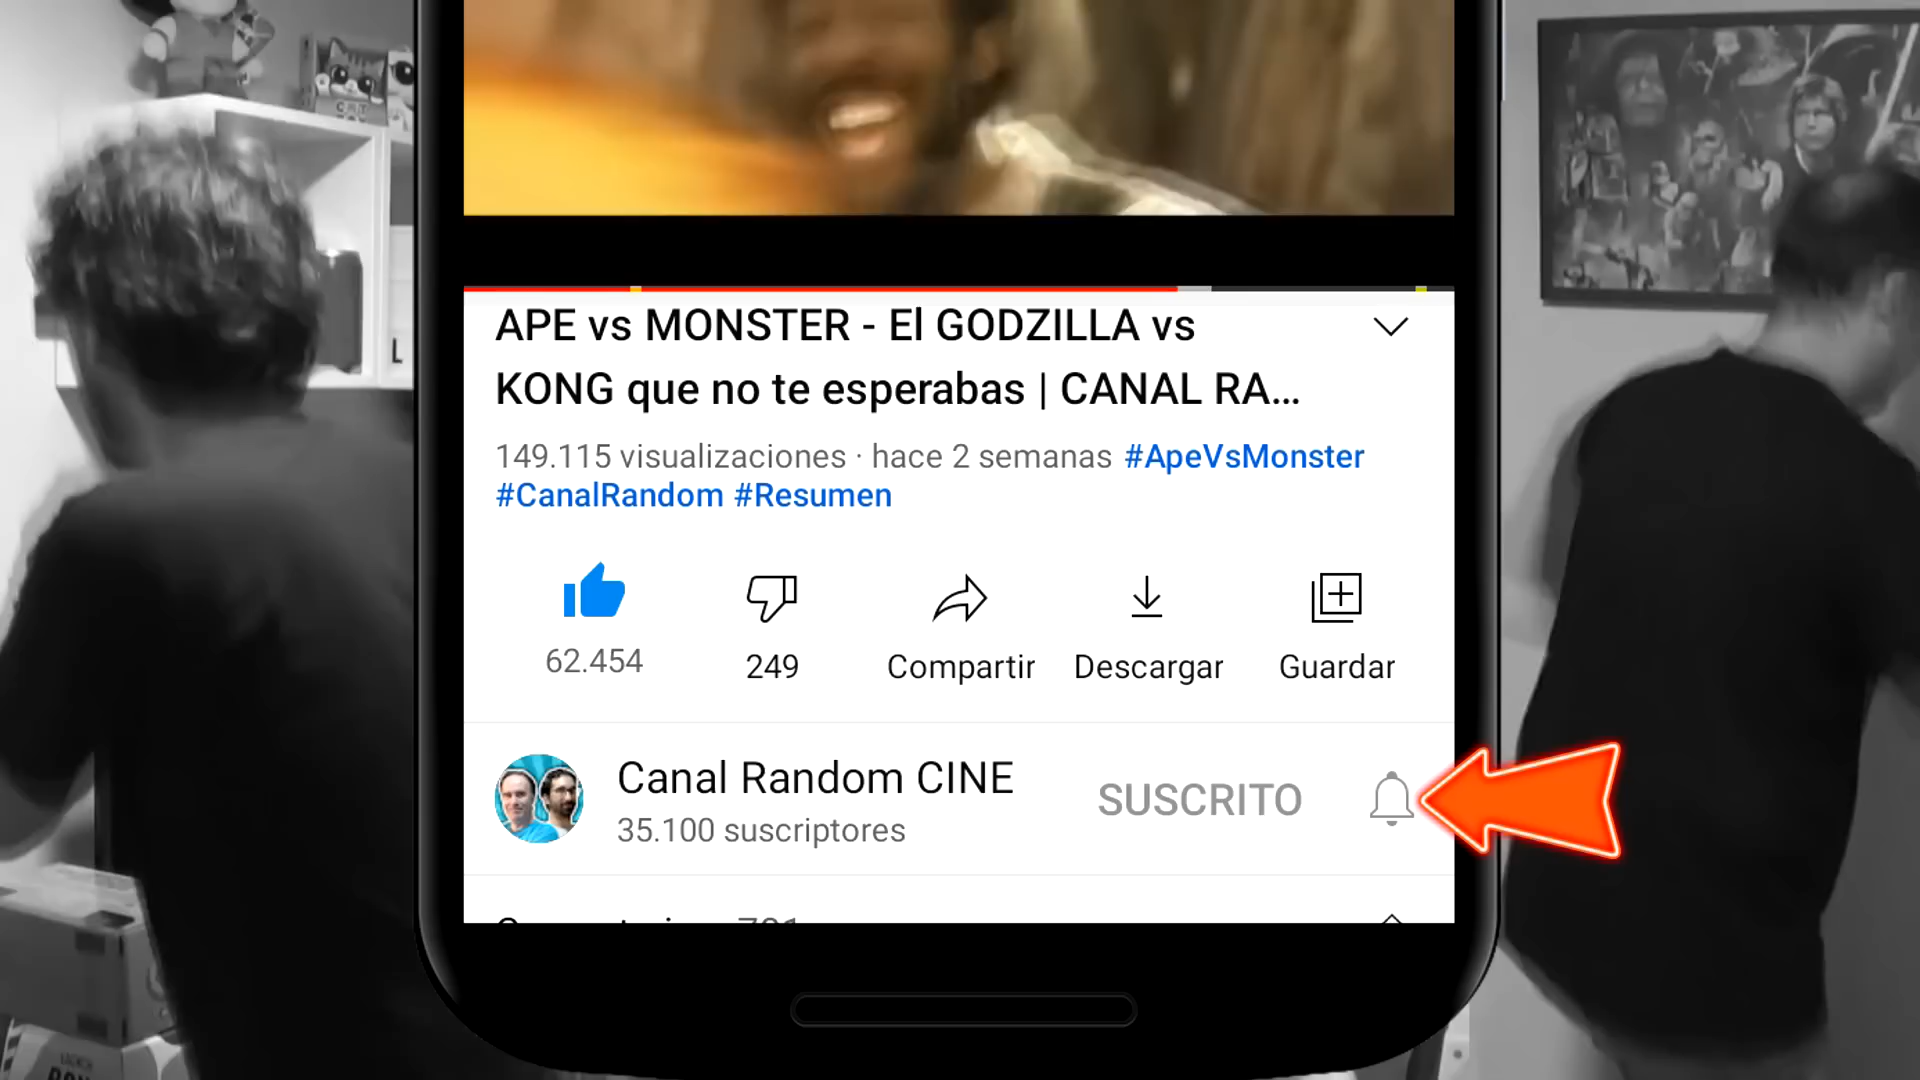 APE vs MONSTER - El GODZILLA vs
KONG que no te esperabas | CANAL RA...
149.115 visualizaciones · hace 2 semanas #ApeVsMonster
#CanalRandom #Resumen
62.454
249
Compartir
Descargar
Guardar
Canal Random CINE
35.100 suscriptores
SUSCRITO